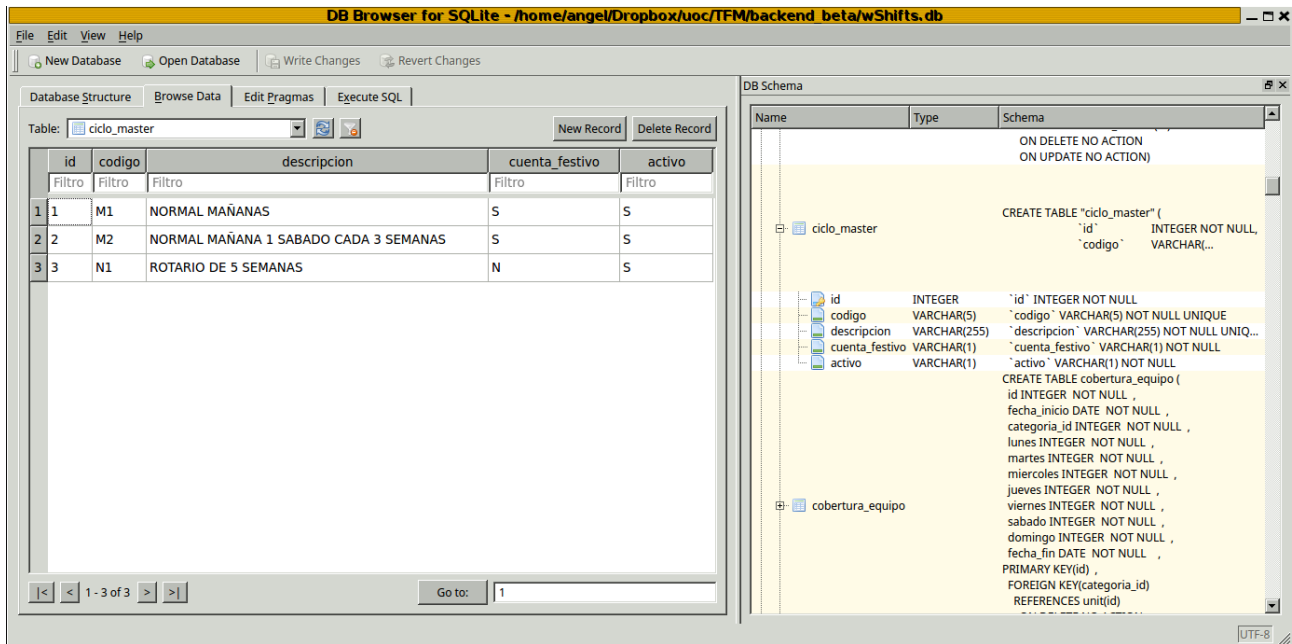 DB Browser for SQLite - /home/angel/Dropbox/uoc/TFM/backend_beta/wShifts.db
File Edit View Help
New Database Open Database Write Changes Revert Changes
Database Structure Browse Data Edit Pragmas Execute SQL
Table: ciclo_master New Record Delete Record
id codigo descripcion cuenta_festivo activo
Filtro Filtro Filtro Filtro Filtro
1 1 M1 NORMAL MAÑANAS S S
2 2 M2 NORMAL MAÑANA 1 SABADO CADA 3 SEMANAS S S
3 3 N1 ROTARIO DE 5 SEMANAS N S
|< < 1 - 3 of 3 > >| Go to: 1
DB Schema
Name Type Schema
ON DELETE NO ACTION
ON UPDATE NO ACTION)
CREATE TABLE "ciclo_master" (
ciclo_master `id` INTEGER NOT NULL,
`codigo` VARCHAR(...
id INTEGER `id` INTEGER NOT NULL
codigo VARCHAR(5) `codigo` VARCHAR(5) NOT NULL UNIQUE
descripcion VARCHAR(255) `descripcion` VARCHAR(255) NOT NULL UNIQ...
cuenta_festivo VARCHAR(1) `cuenta_festivo` VARCHAR(1) NOT NULL
activo VARCHAR(1) `activo` VARCHAR(1) NOT NULL
CREATE TABLE cobertura_equipo (
id INTEGER NOT NULL ,
fecha_inicio DATE NOT NULL ,
categoria_id INTEGER NOT NULL ,
lunes INTEGER NOT NULL ,
martes INTEGER NOT NULL ,
miercoles INTEGER NOT NULL ,
jueves INTEGER NOT NULL ,
cobertura_equipo viernes INTEGER NOT NULL ,
sabado INTEGER NOT NULL ,
domingo INTEGER NOT NULL ,
fecha_fin DATE NOT NULL ,
PRIMARY KEY(id) ,
FOREIGN KEY(categoria_id)
REFERENCES unit(id)
UTF-8